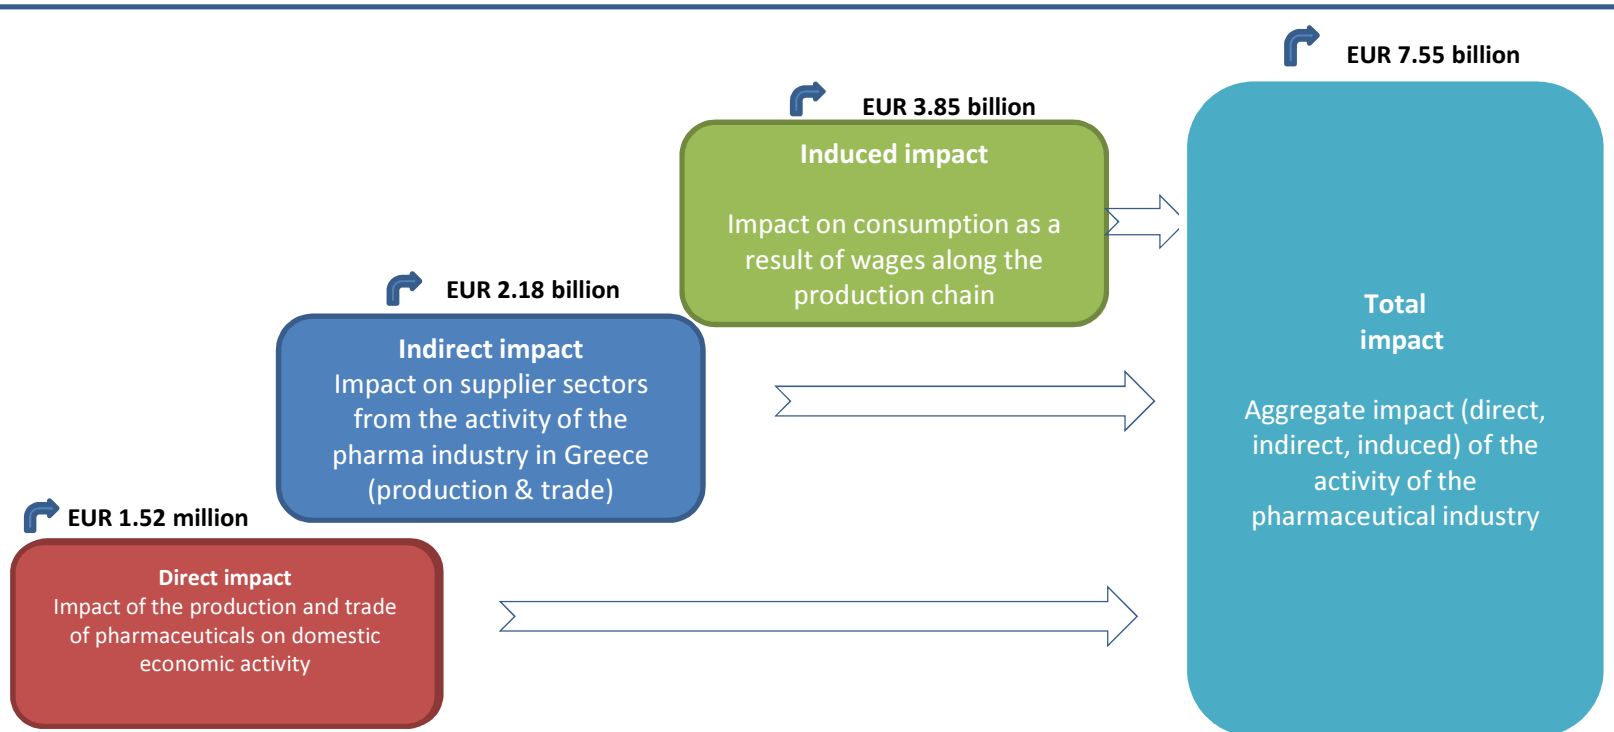 EUR 7.55 billion
EUR 3.85 billion
Induced impact
Impact on consumption as a
result of wages along the
production chain
EUR 2.18 billion
Indirect impact
Impact on supplier sectors
from the activity of the
pharma industry in Greece
(production & trade)
EUR 1.52 million
Direct impact
Impact of the production and trade
of pharmaceuticals on domestic
economic activity
Total
impact
Aggregate impact (direct,
indirect, induced) of the
activity of the
pharmaceutical industry